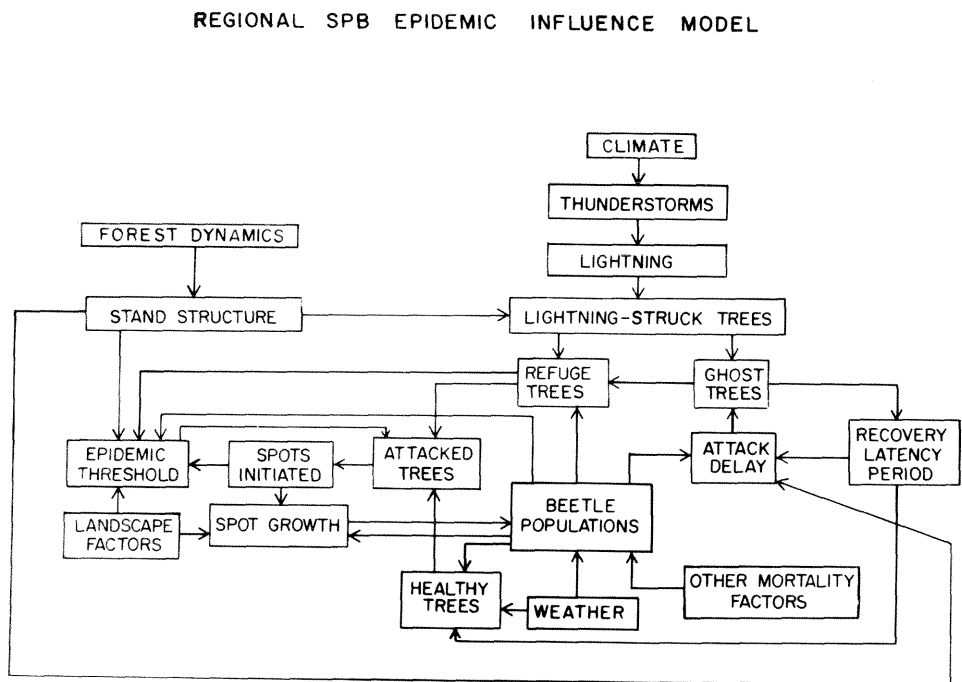 REGIONAL SPB EPIDEMIC INFLUENCE MODEL
CLIMATE
THUNDERSTORMS
FOREST DYNAMICS
LIGHTNING
STAND STRUCTURE
LIGHTNING-STRUCK TREES
REFUGE
TREES
GHOST
TREES
EPIDEMIC
THRESHOLD
SPOTS
INITIATED
ATTACKED
TREES
ATTACK
DELAY
RECOVERY
LATENCY
PERIOD
LANDSCAPE
FACTORS
SPOT GROWTH
BEETLE
POPULATIONS
HEALTHY
TREES
WEATHER
OTHER MORTALITY
FACTORS